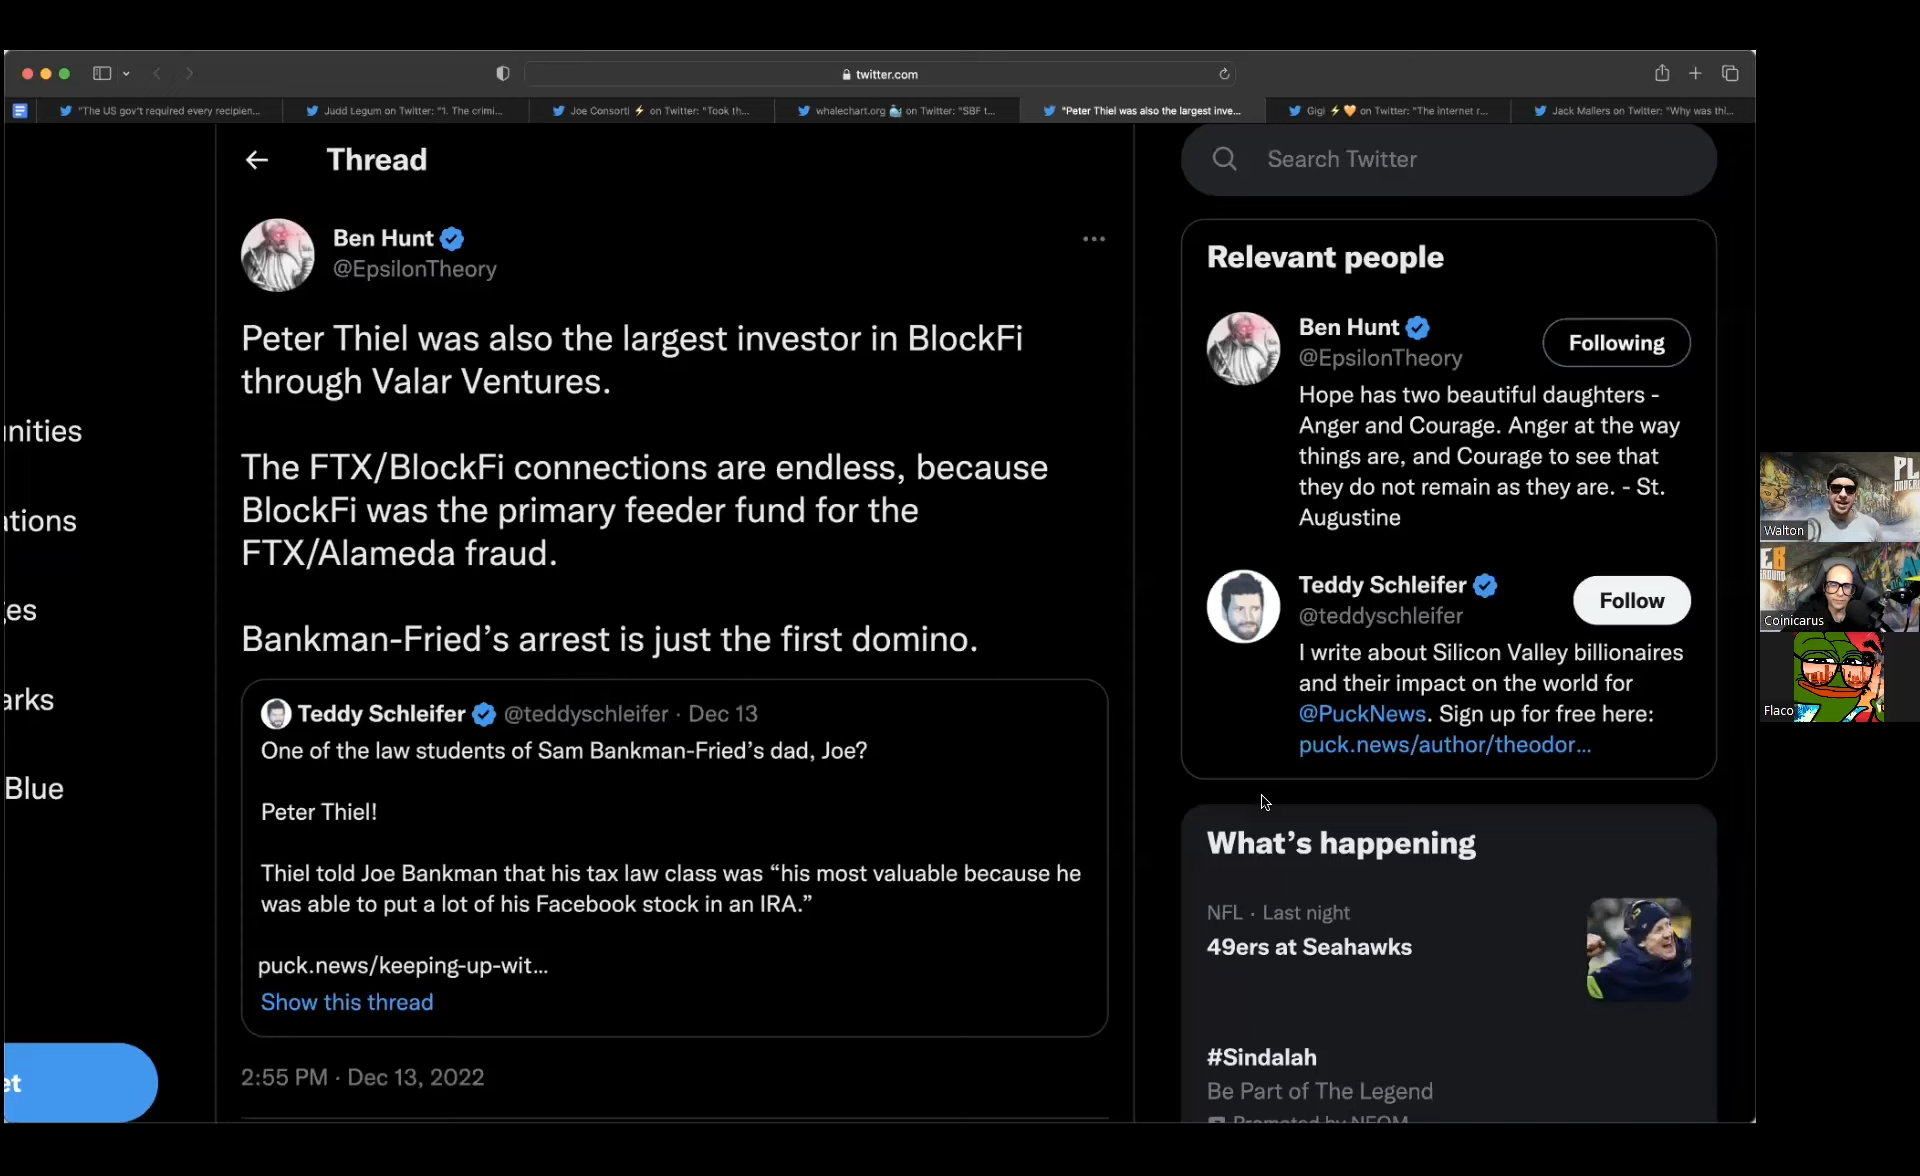 twitter.com
"The US gov't required every recipien...
Judd Legum on Twitter: "1. The crimi...
Joe Consorti ⚡ on Twitter: "Took th...
whalechart.org 🐳 on Twitter: "SBF t...
"Peter Thiel was also the largest inve...
Gigi ⚡🧡 on Twitter: "The internet r...
Jack Mallers on Twitter: "Why was thi...
Thread
Ben Hunt
@EpsilonTheory
Peter Thiel was also the largest investor in BlockFi
through Valar Ventures.
The FTX/BlockFi connections are endless, because
BlockFi was the primary feeder fund for the
FTX/Alameda fraud.
Bankman-Fried's arrest is just the first domino.
Teddy Schleifer @teddyschleifer · Dec 13
One of the law students of Sam Bankman-Fried's dad, Joe?
Peter Thiel!
Thiel told Joe Bankman that his tax law class was “his most valuable because he
was able to put a lot of his Facebook stock in an IRA.”
puck.news/keeping-up-wit...
Show this thread
2:55 PM · Dec 13, 2022
nities
ations
es
arks
Blue
et
Search Twitter
Relevant people
Ben Hunt
@EpsilonTheory
Following
Hope has two beautiful daughters -
Anger and Courage. Anger at the way
things are, and Courage to see that
they do not remain as they are. - St.
Augustine
Teddy Schleifer
@teddyschleifer
Follow
I write about Silicon Valley billionaires
and their impact on the world for
@PuckNews. Sign up for free here:
puck.news/author/theodor...
What's happening
NFL · Last night
49ers at Seahawks
#Sindalah
Be Part of The Legend
Promoted by NEOM
PL
UNDER
Walton
EB
ROUND
Coinicarus
Flaco